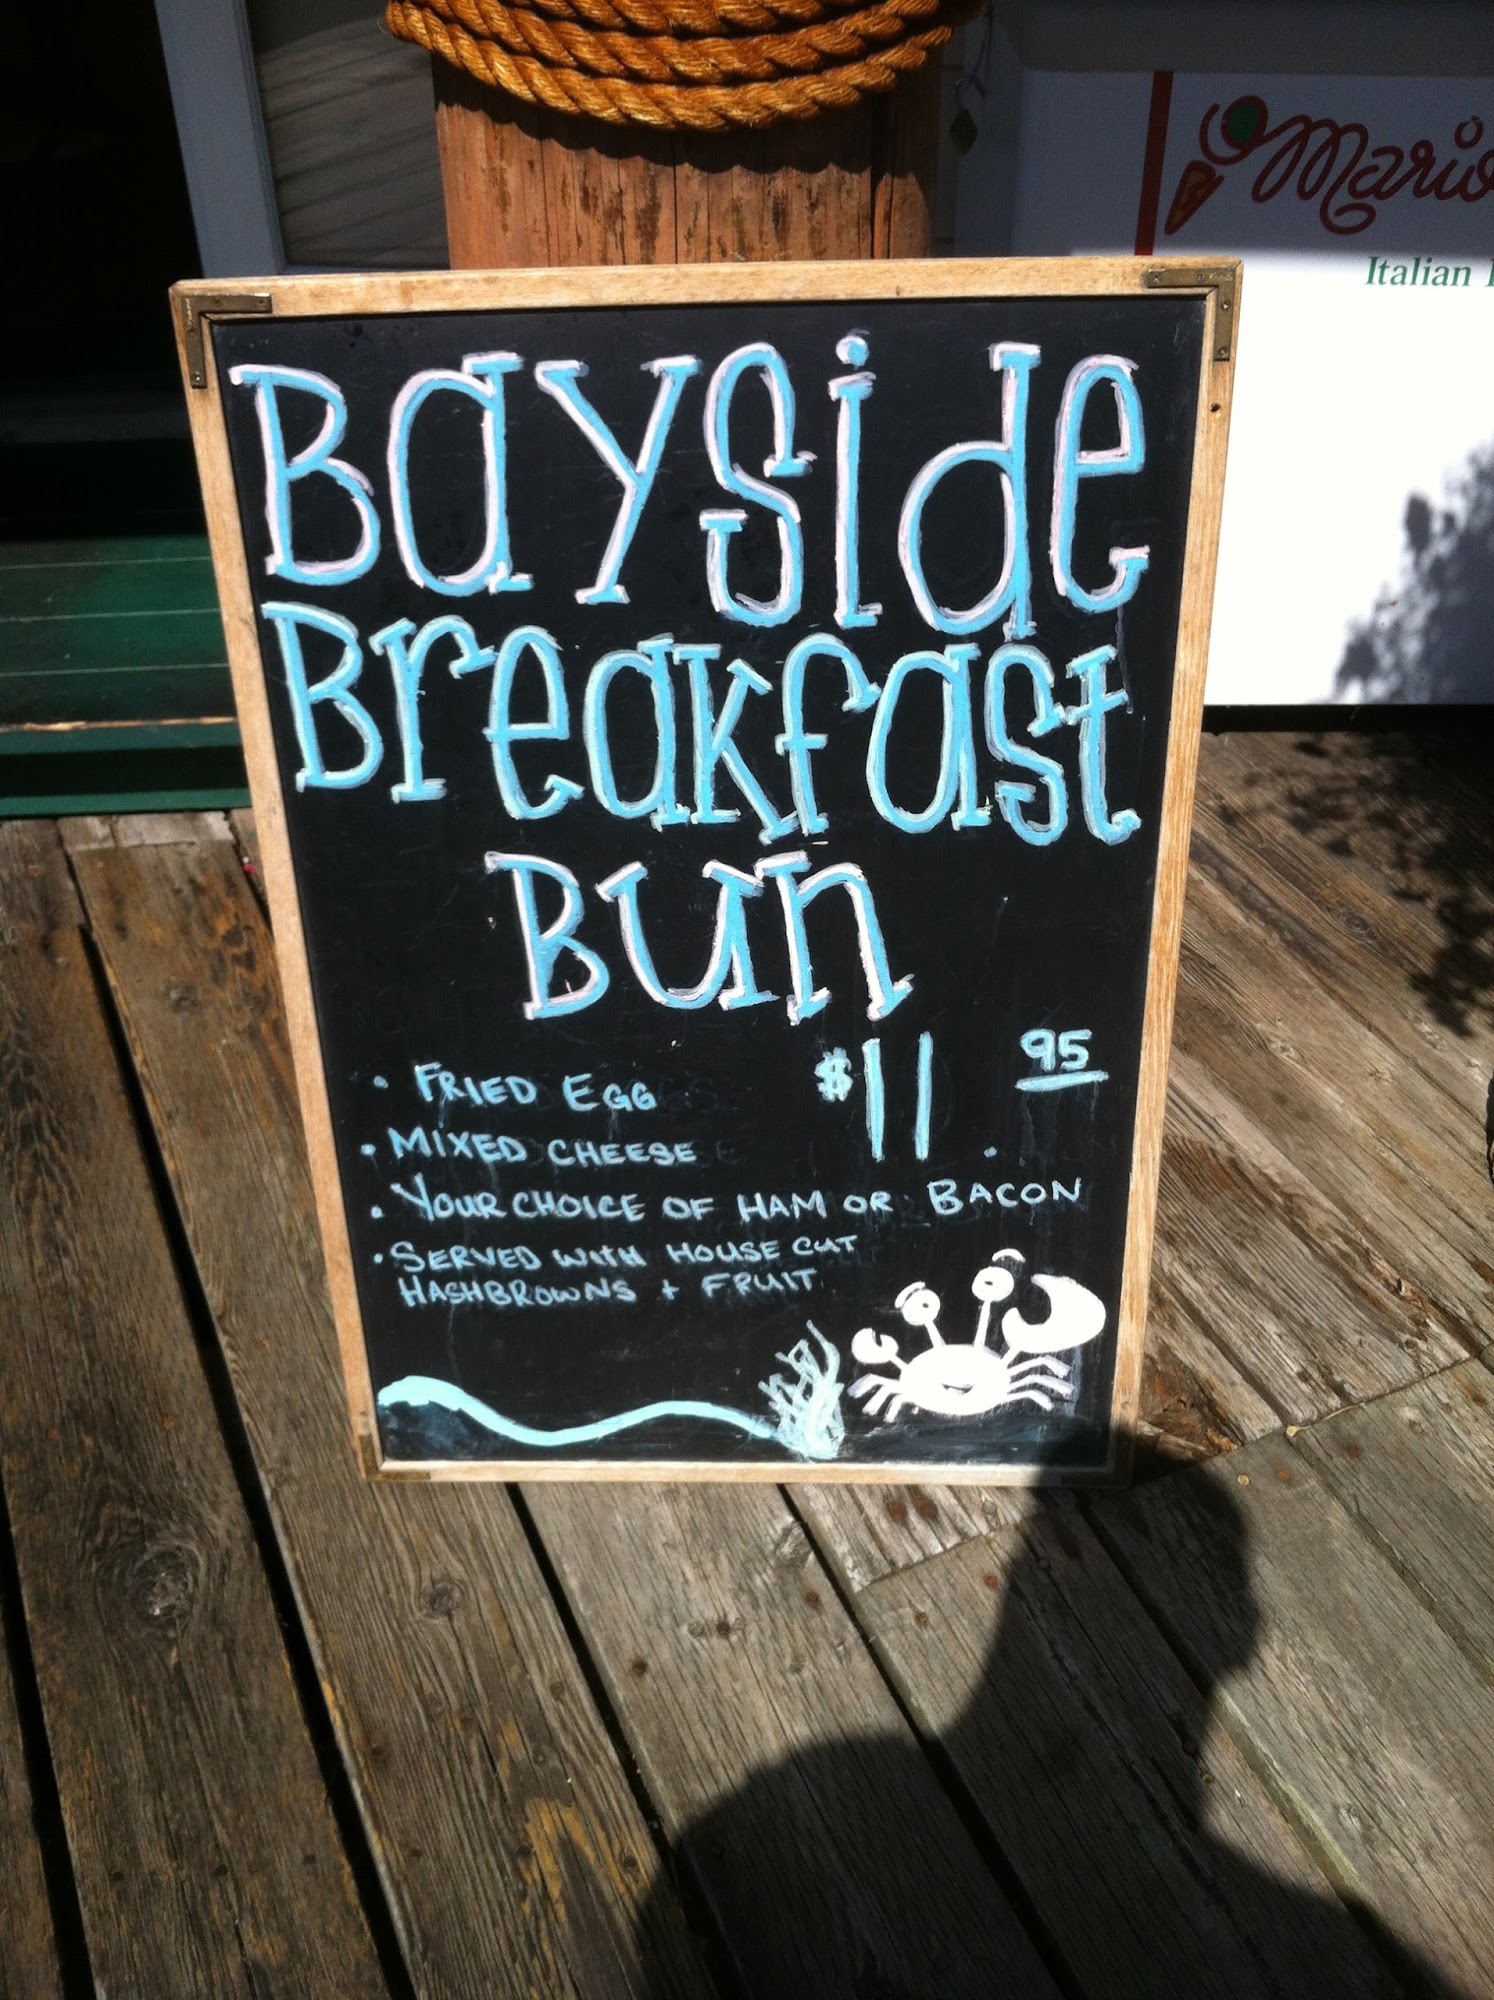 Mario
Italian
Bayside
Breakfast
Bun
• FRIED EGG $11.95
• MIXED CHEESE
• YOUR CHOICE OF HAM OR BACON
• SERVED WITH HOUSE CUT
HASHBROWNS + FRUIT